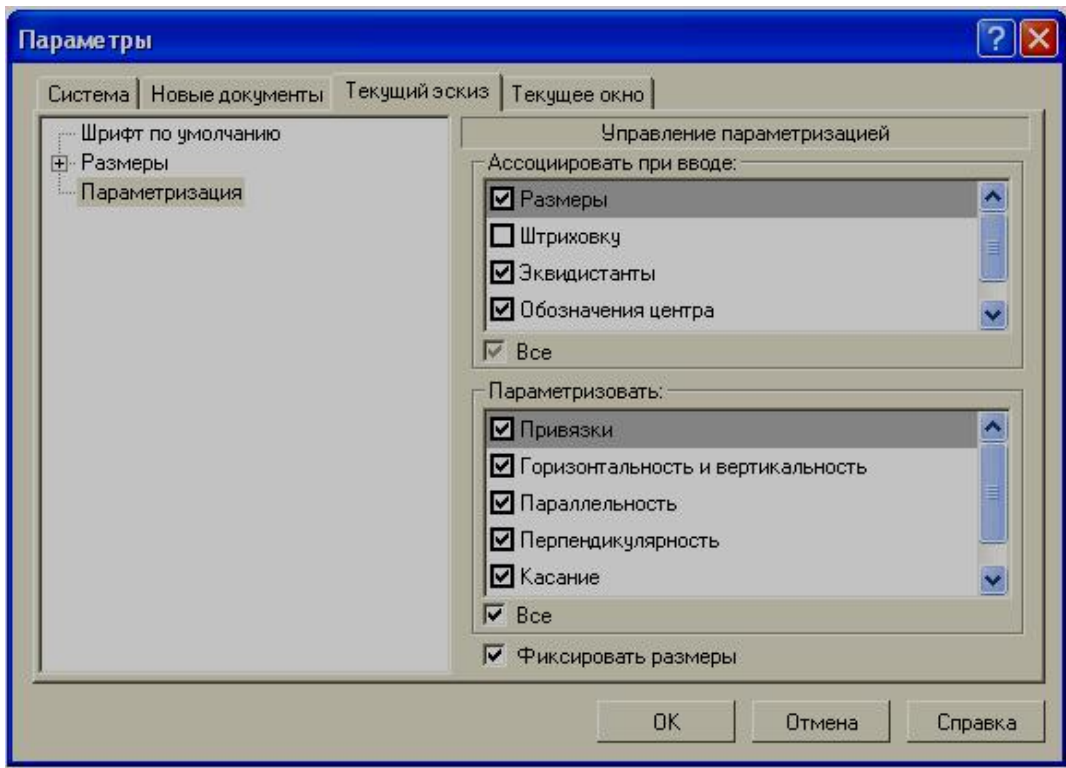 Параметры
Система Новые документы Текущий эскиз Текущее окно
Шрифт по умолчанию
Размеры
Параметризация
Управление параметризацией
Ассоциировать при вводе:
Размеры
Штриховку
Эквидистанты
Обозначения центра
Все
Параметризовать:
Привязки
Горизонтальность и вертикальность
Параллельность
Перпендикулярность
Касание
Все
Фиксировать размеры
OK Отмена Справка